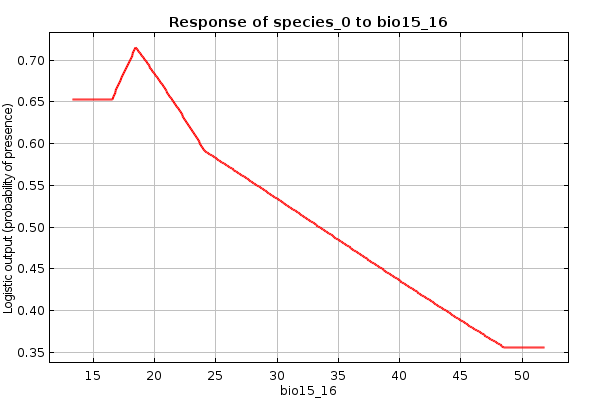 Response of species_0 to bio15_16
Logistic output (probability of presence)
0.70
0.65
0.60
0.55
0.50
0.45
0.40
0.35
15 20 25 30 35 40 45 50
bio15_16